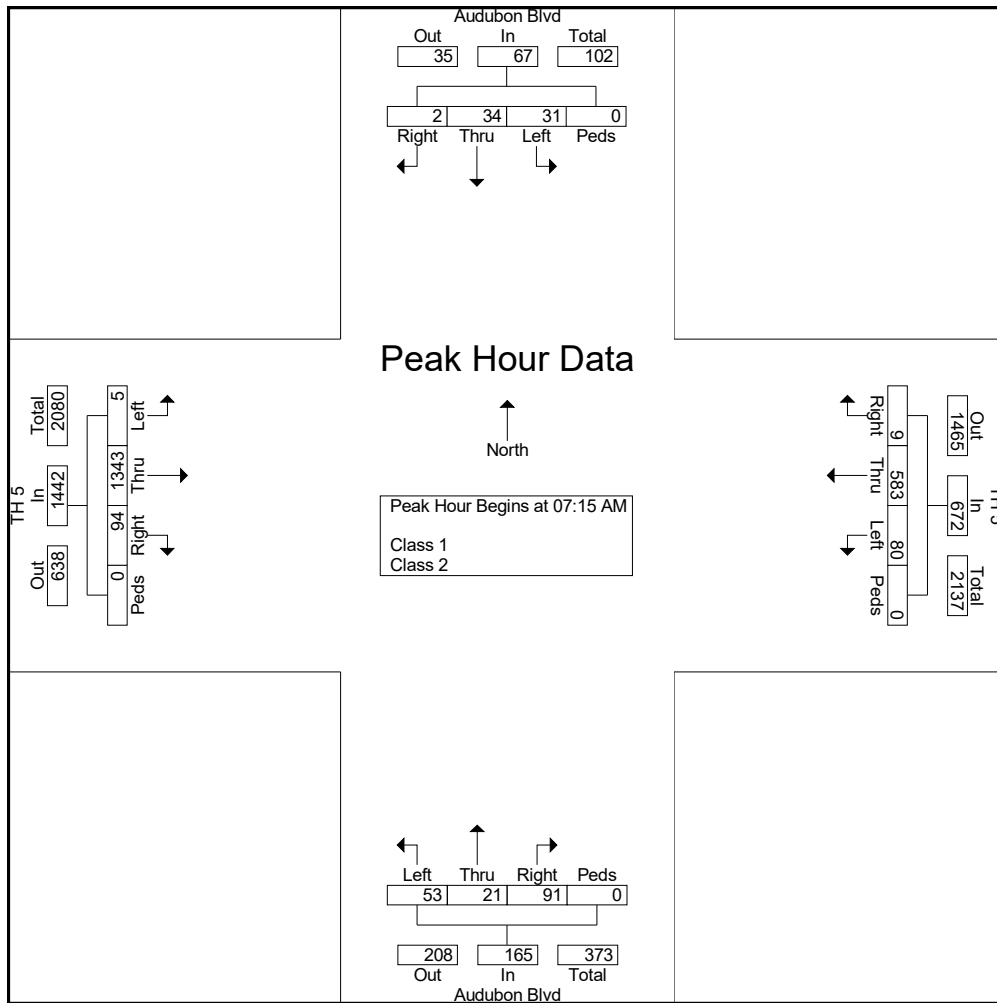 Audubon Blvd
Out In Total
35 67 102
2 34 31 0
Right Thru Left Peds
Peak Hour Data
North
Peak Hour Begins at 07:15 AM
Class 1
Class 2
TH 5
Total In Out
2080 1442 638
5 1343 94 0
Left Thru Right Peds
TH 5
Out In Total
1465 672 2137
9 583 80 0
Right Thru Left Peds
Left Thru Right Peds
53 21 91 0
208 165 373
Out In Total
Audubon Blvd